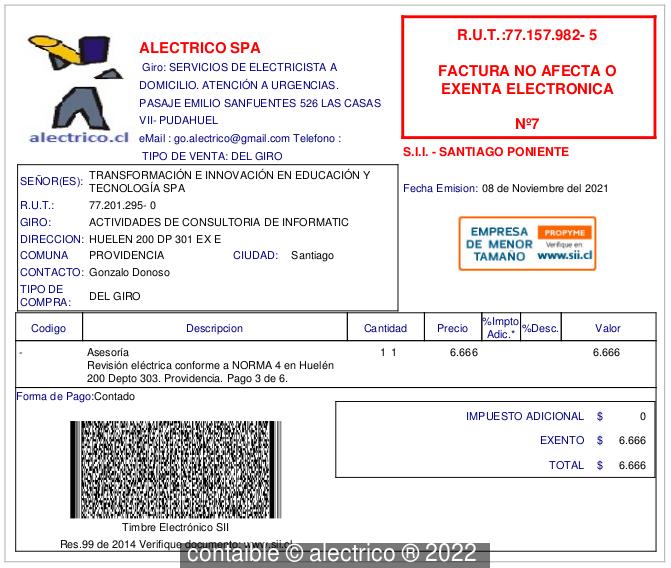 alectrico.cl
ALECTRICO SPA
Giro: SERVICIOS DE ELECTRICISTA A
DOMICILIO. ATENCIÓN A URGENCIAS.
PASAJE EMILIO SANFUENTES 526 LAS CASAS
VII- PUDAHUEL
eMail : go.alectrico@gmail.com Telefono :
TIPO DE VENTA: DEL GIRO
R.U.T.:77.157.982- 5
FACTURA NO AFECTA O
EXENTA ELECTRONICA
Nº7
S.I.I. - SANTIAGO PONIENTE
Fecha Emision: 08 de Noviembre del 2021
SEÑOR(ES): TRANSFORMACIÓN E INNOVACIÓN EN EDUCACIÓN Y
TECNOLOGÍA SPA
R.U.T.: 77.201.295- 0
GIRO: ACTIVIDADES DE CONSULTORIA DE INFORMATIC
DIRECCION: HUELEN 200 DP 301 EX E
COMUNA PROVIDENCIA CIUDAD: Santiago
CONTACTO: Gonzalo Donoso
TIPO DE
COMPRA: DEL GIRO
EMPRESA
DE MENOR
TAMAÑO
PROPYME
Verifique en
www.sii.cl
Codigo Descripcion Cantidad Precio %Impto
Adic.* %Desc. Valor
- Asesoría 1 1 6.666 6.666
Revisión eléctrica conforme a NORMA 4 en Huelén
200 Depto 303. Providencia. Pago 3 de 6.
Forma de Pago:Contado
IMPUESTO ADICIONAL $ 0
EXENTO $ 6.666
TOTAL $ 6.666
Timbre Electrónico SII
Res.99 de 2014 Verifique documento: www.sii.cl
contaible © alectrico ® 2022